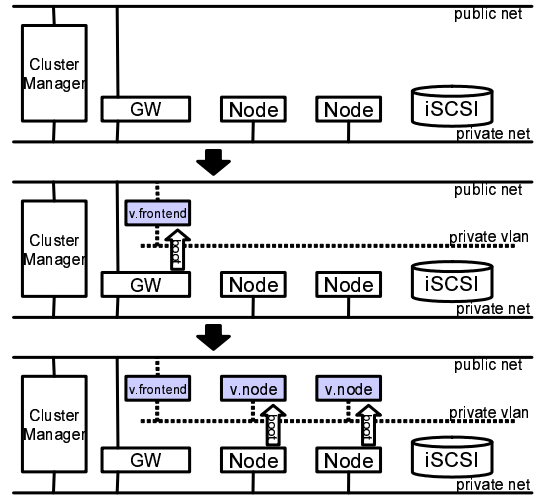 public net
Cluster
Manager
GW
Node
Node
iSCSI
private net
public net
v.frontend
private vlan
Cluster
Manager
boot
GW
Node
Node
iSCSI
private net
public net
v.frontend
v.node
v.node
private vlan
Cluster
Manager
boot
boot
GW
Node
Node
iSCSI
private net